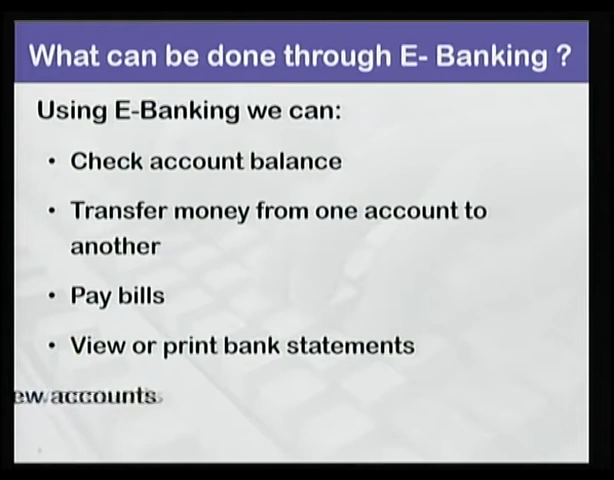 What can be done through E- Banking ?
Using E-Banking we can:
• Check account balance
• Transfer money from one account to
another
• Pay bills
• View or print bank statements
ew accounts